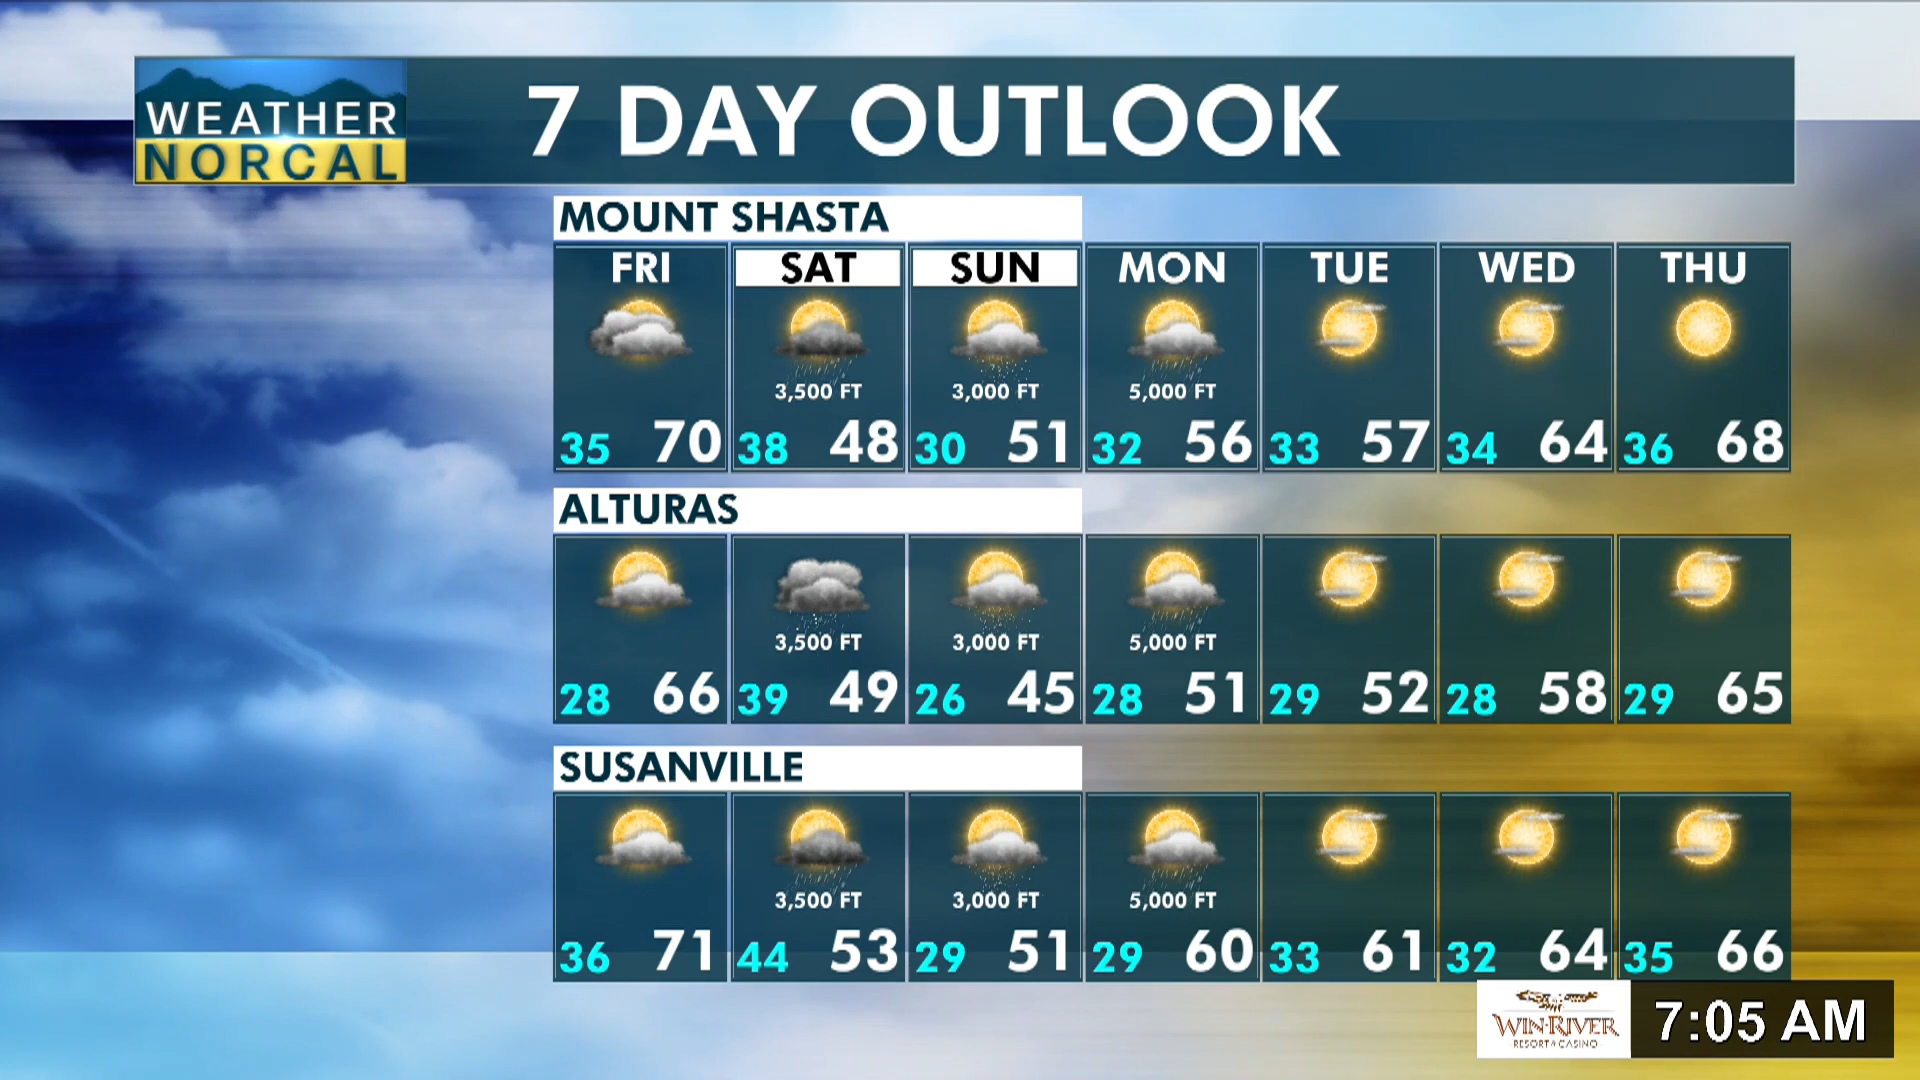 WEATHER
NORCAL
7 DAY OUTLOOK
MOUNT SHASTA
FRI SAT SUN MON TUE WED THU
3,500 FT 3,000 FT 5,000 FT
35 70 38 48 30 51 32 56 33 57 34 64 36 68
ALTURAS
3,500 FT 3,000 FT 5,000 FT
28 66 39 49 26 45 28 51 29 52 28 58 29 65
SUSANVILLE
3,500 FT 3,000 FT 5,000 FT
36 71 44 53 29 51 29 60 33 61 32 64 35 66
WIN-RIVER
RESORT & CASINO
7:05 AM